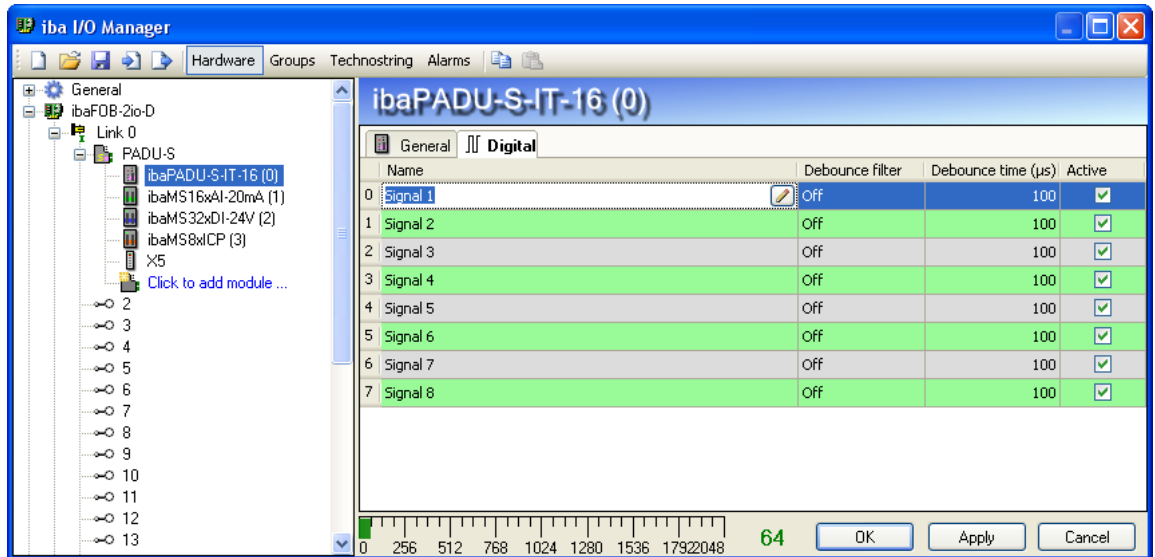 iba I/O Manager
Hardware Groups Technostring Alarms
General
ibaFOB-2io-D
Link 0
PADU-S
ibaPADU-S-IT-16 (0)
ibaMS16xAI-20mA (1)
ibaMS32xDI-24V (2)
ibaMS8xICP (3)
X5
Click to add module ...
2
3
4
5
6
7
8
9
10
11
12
13
ibaPADU-S-IT-16 (0)
General Digital
Name Debounce filter Debounce time (µs) Active
0 Signal 1 Off 100
1 Signal 2 Off 100
2 Signal 3 Off 100
3 Signal 4 Off 100
4 Signal 5 Off 100
5 Signal 6 Off 100
6 Signal 7 Off 100
7 Signal 8 Off 100
0 256 512 768 1024 1280 1536 1792 2048 64 OK Apply Cancel